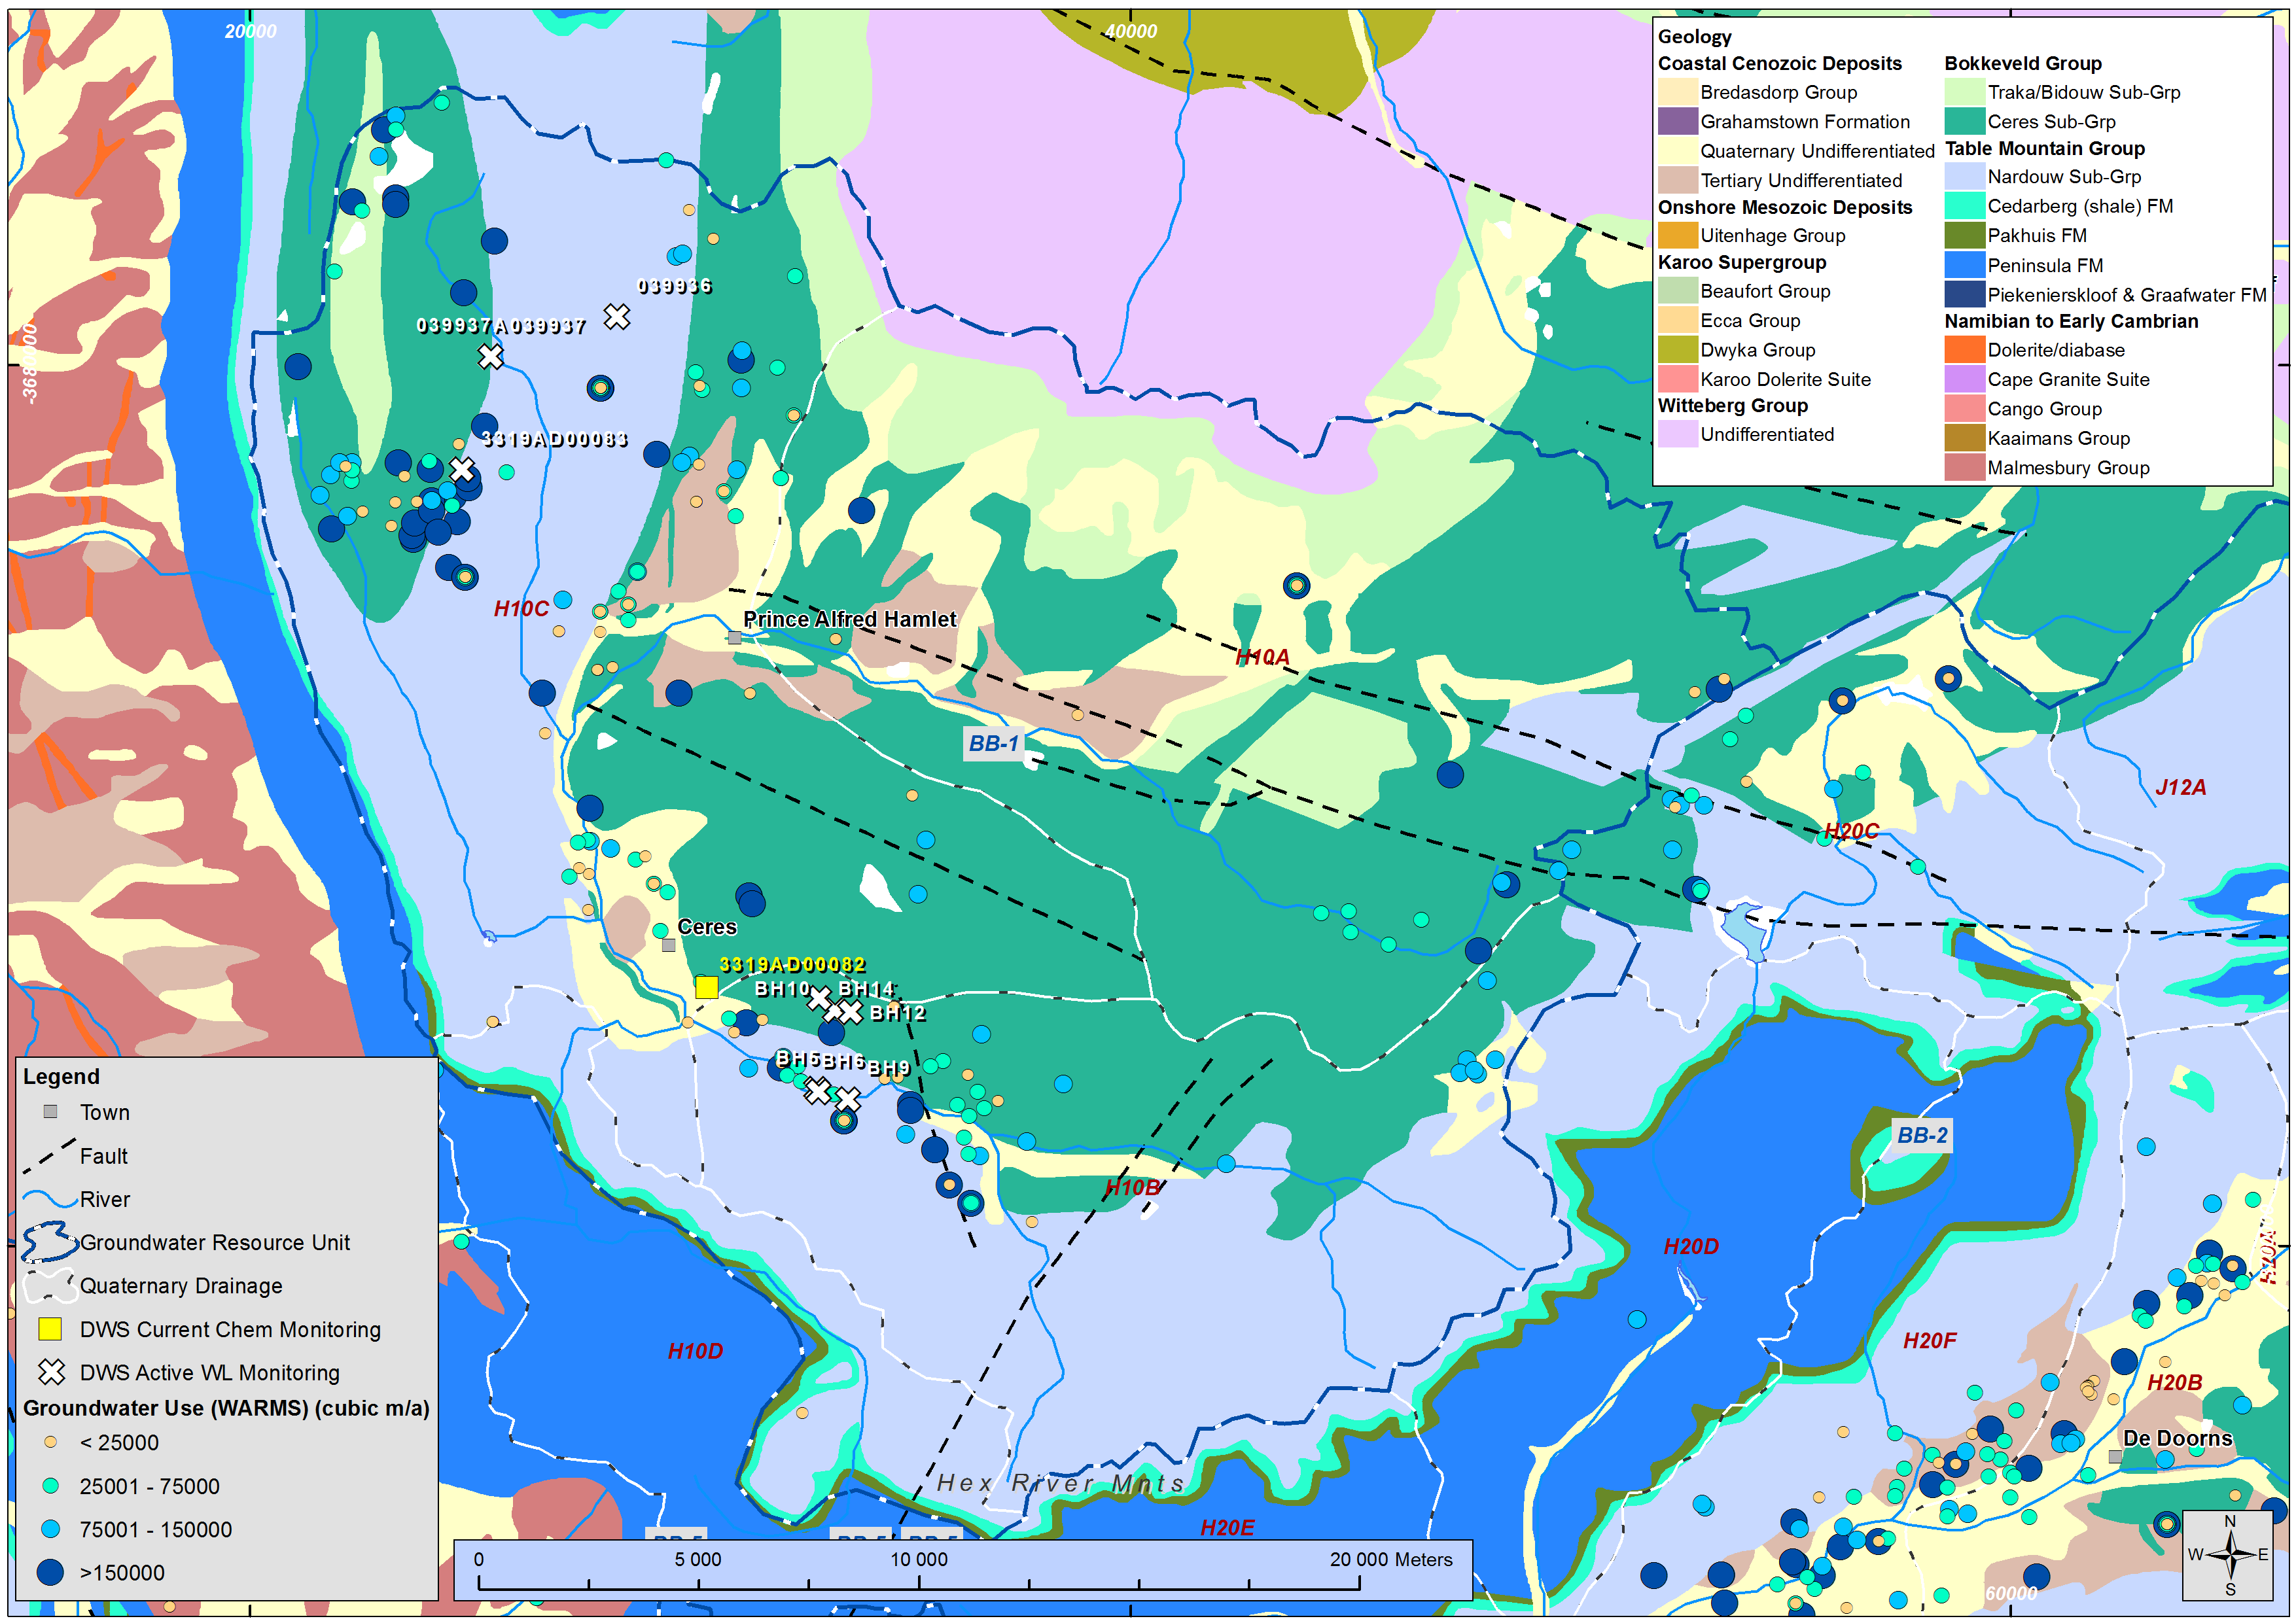 20000
40000
-3680000
60000
Geology
Coastal Cenozoic Deposits
Bredasdorp Group
Grahamstown Formation
Quaternary Undifferentiated
Tertiary Undifferentiated
Onshore Mesozoic Deposits
Uitenhage Group
Karoo Supergroup
Beaufort Group
Ecca Group
Dwyka Group
Karoo Dolerite Suite
Witteberg Group
Undifferentiated
Bokkeveld Group
Traka/Bidouw Sub-Grp
Ceres Sub-Grp
Table Mountain Group
Nardouw Sub-Grp
Cedarberg (shale) FM
Pakhuis FM
Peninsula FM
Piekenierskloof & Graafwater FM
Namibian to Early Cambrian
Dolerite/diabase
Cape Granite Suite
Cango Group
Kaaimans Group
Malmesbury Group
039936
039937A039937
3319AD00083
H10C
Prince Alfred Hamlet
H10A
BB-1
J12A
H20C
Ceres
3319AD00082
BH10
BH14
BH12
BH5
BH6
BH9
H10B
BB-2
H20D
H10D
H20F
H20B
De Doorns
Hex River Mnts
H20E
Legend
Town
Fault
River
Groundwater Resource Unit
Quaternary Drainage
DWS Current Chem Monitoring
DWS Active WL Monitoring
Groundwater Use (WARMS) (cubic m/a)
< 25000
25001 - 75000
75001 - 150000
>150000
0
5 000
10 000
20 000 Meters
N
W
E
S